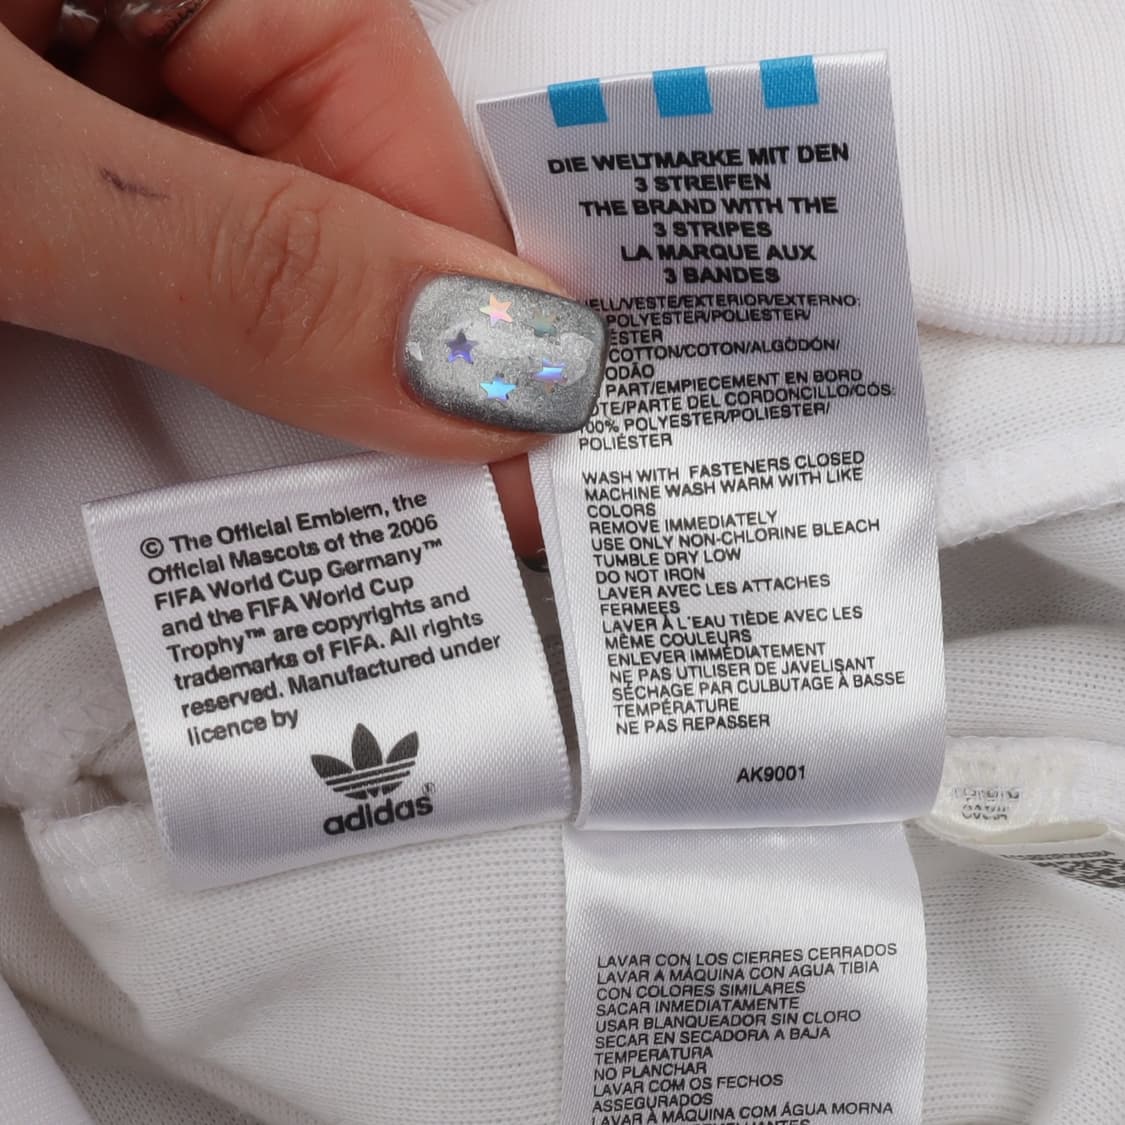 © The Official Emblem, the
Official Mascots of the 2006
FIFA World Cup Germany™
and the FIFA World Cup
Trophy™ are copyrights and
trademarks of FIFA. All rights
reserved. Manufactured under
licence by
adidas®
DIE WELTMARKE MIT DEN
3 STREIFEN
THE BRAND WITH THE
3 STRIPES
LA MARQUE AUX
3 BANDES
/VESTE/EXTERIOR/EXTERNO:
POLYESTER/POLIESTER/
COTTON/COTON/ALGODÓN/
PART/EMPIECEMENT EN BORD
/PARTE DEL CORDONCILLO/CÓS:
100% POLYESTER/POLIESTER/
POLIÉSTER
WASH WITH FASTENERS CLOSED
MACHINE WASH WARM WITH LIKE
COLORS
REMOVE IMMEDIATELY
USE ONLY NON-CHLORINE BLEACH
TUMBLE DRY LOW
DO NOT IRON
LAVER AVEC LES ATTACHES
FERMEES
LAVER À L'EAU TIÈDE AVEC LES
MÊME COULEURS
ENLEVER IMMÉDIATEMENT
NE PAS UTILISER DE JAVELISANT
SÉCHAGE PAR CULBUTAGE À BASSE
TEMPÉRATURE
NE PAS REPASSER
AK9001
LAVAR CON LOS CIERRES CERRADOS
LAVAR A MÁQUINA CON AGUA TIBIA
CON COLORES SIMILARES
SACAR INMEDIATAMENTE
USAR BLANQUEADOR SIN CLORO
SECAR EN SECADORA A BAJA
TEMPERATURA
NO PLANCHAR
LAVAR COM OS FECHOS
ASSEGURADOS
LAVAR À MÁQUINA COM ÁGUA MORNA